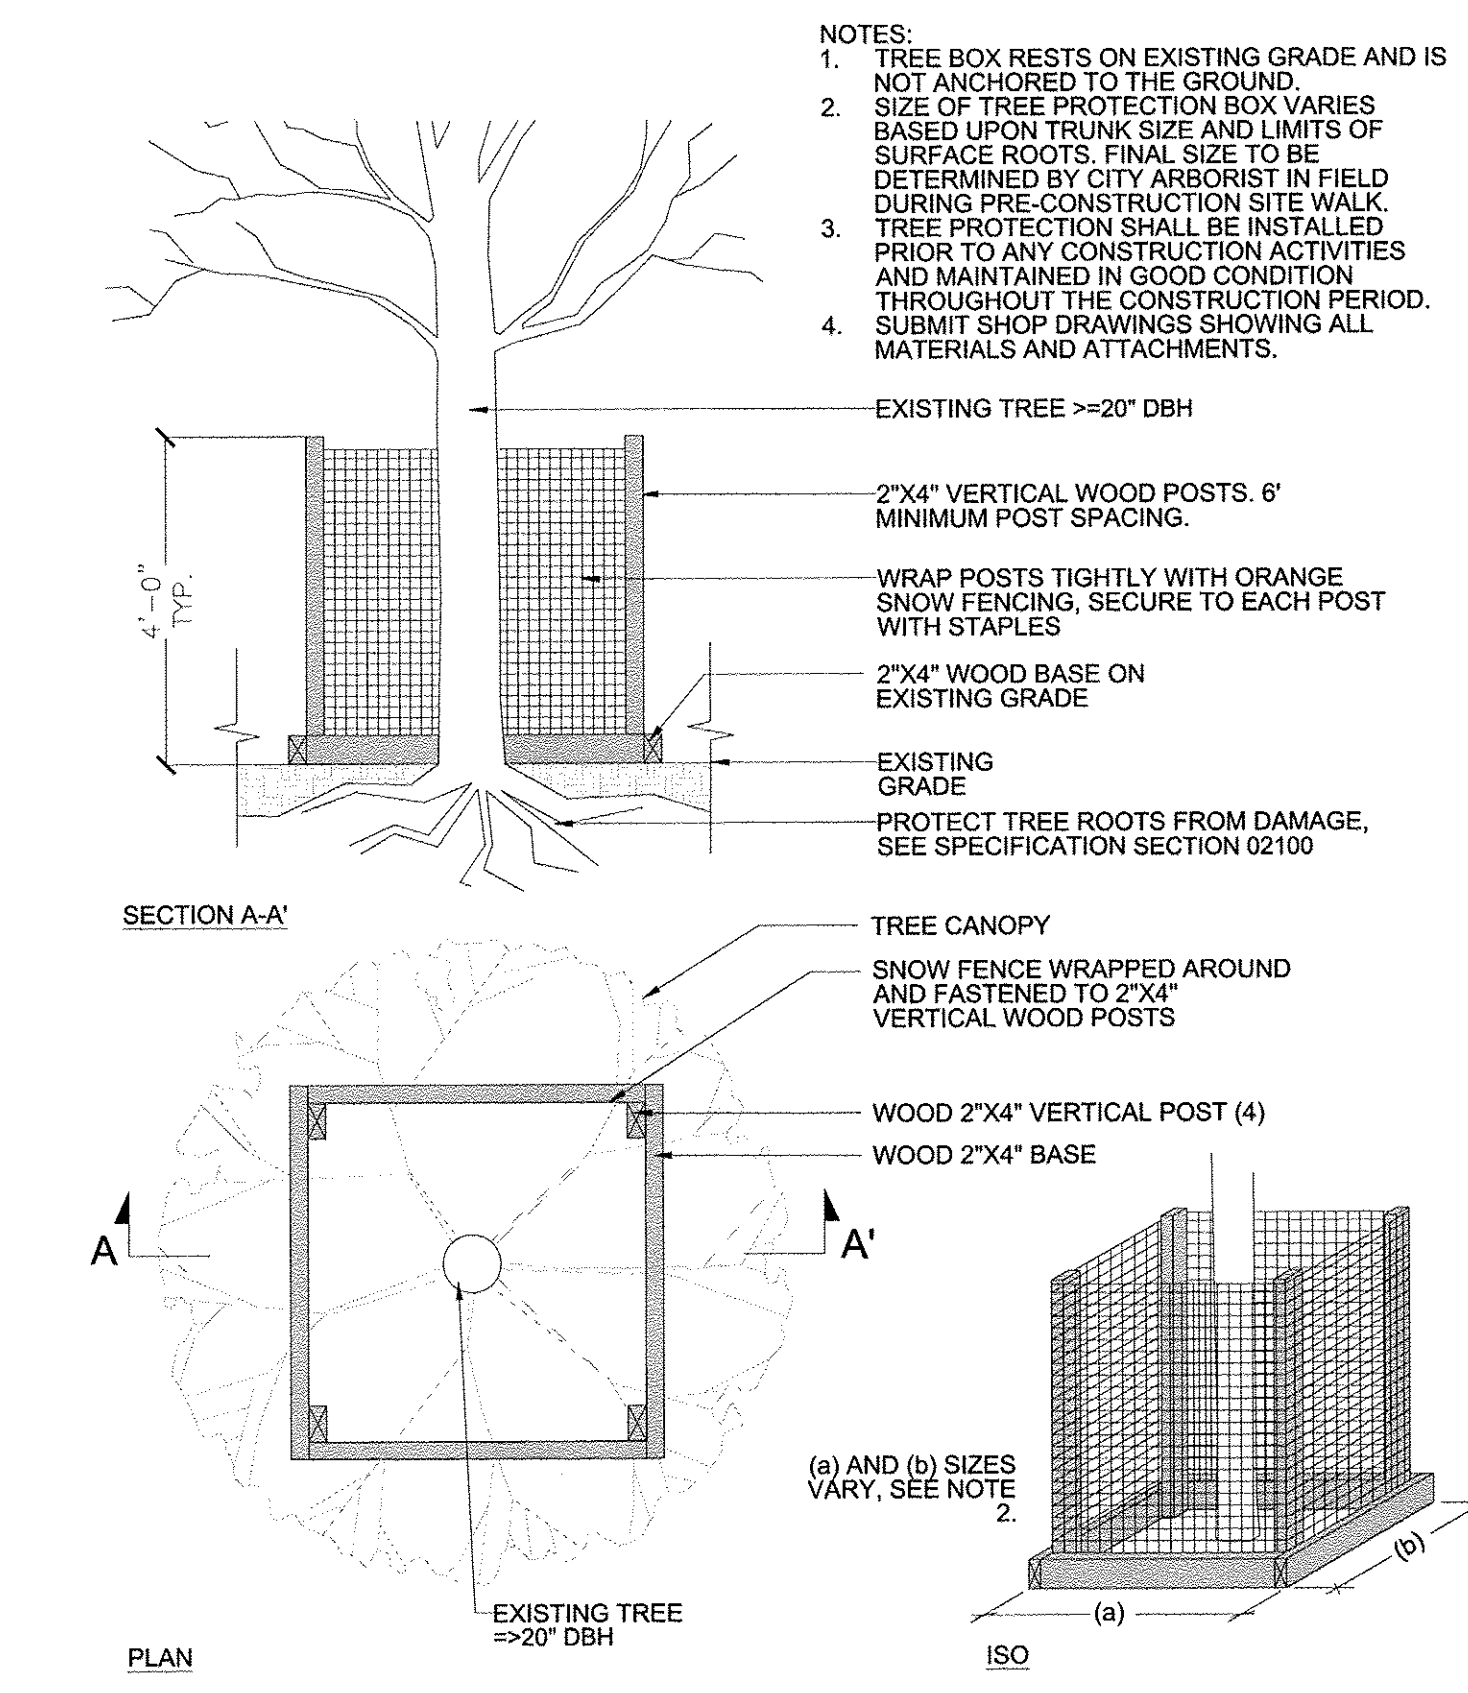 NOTES:
1. TREE BOX RESTS ON EXISTING GRADE AND IS
NOT ANCHORED TO THE GROUND.
2. SIZE OF TREE PROTECTION BOX VARIES
BASED UPON TRUNK SIZE AND LIMITS OF
SURFACE ROOTS. FINAL SIZE TO BE
DETERMINED BY CITY ARBORIST IN FIELD
DURING PRE-CONSTRUCTION SITE WALK.
3. TREE PROTECTION SHALL BE INSTALLED
PRIOR TO ANY CONSTRUCTION ACTIVITIES
AND MAINTAINED IN GOOD CONDITION
THROUGHOUT THE CONSTRUCTION PERIOD.
4. SUBMIT SHOP DRAWINGS SHOWING ALL
MATERIALS AND ATTACHMENTS.
EXISTING TREE >=20" DBH
2"X4" VERTICAL WOOD POSTS. 6'
MINIMUM POST SPACING.
4'-0"
TYP.
WRAP POSTS TIGHTLY WITH ORANGE
SNOW FENCING, SECURE TO EACH POST
WITH STAPLES
2"X4" WOOD BASE ON
EXISTING GRADE
EXISTING
GRADE
PROTECT TREE ROOTS FROM DAMAGE,
SEE SPECIFICATION SECTION 02100
SECTION A-A'
TREE CANOPY
SNOW FENCE WRAPPED AROUND
AND FASTENED TO 2"X4"
VERTICAL WOOD POSTS
WOOD 2"X4" VERTICAL POST (4)
WOOD 2"X4" BASE
A
A'
(a) AND (b) SIZES
VARY, SEE NOTE
2.
(b)
(a)
EXISTING TREE
=>20" DBH
PLAN
ISO